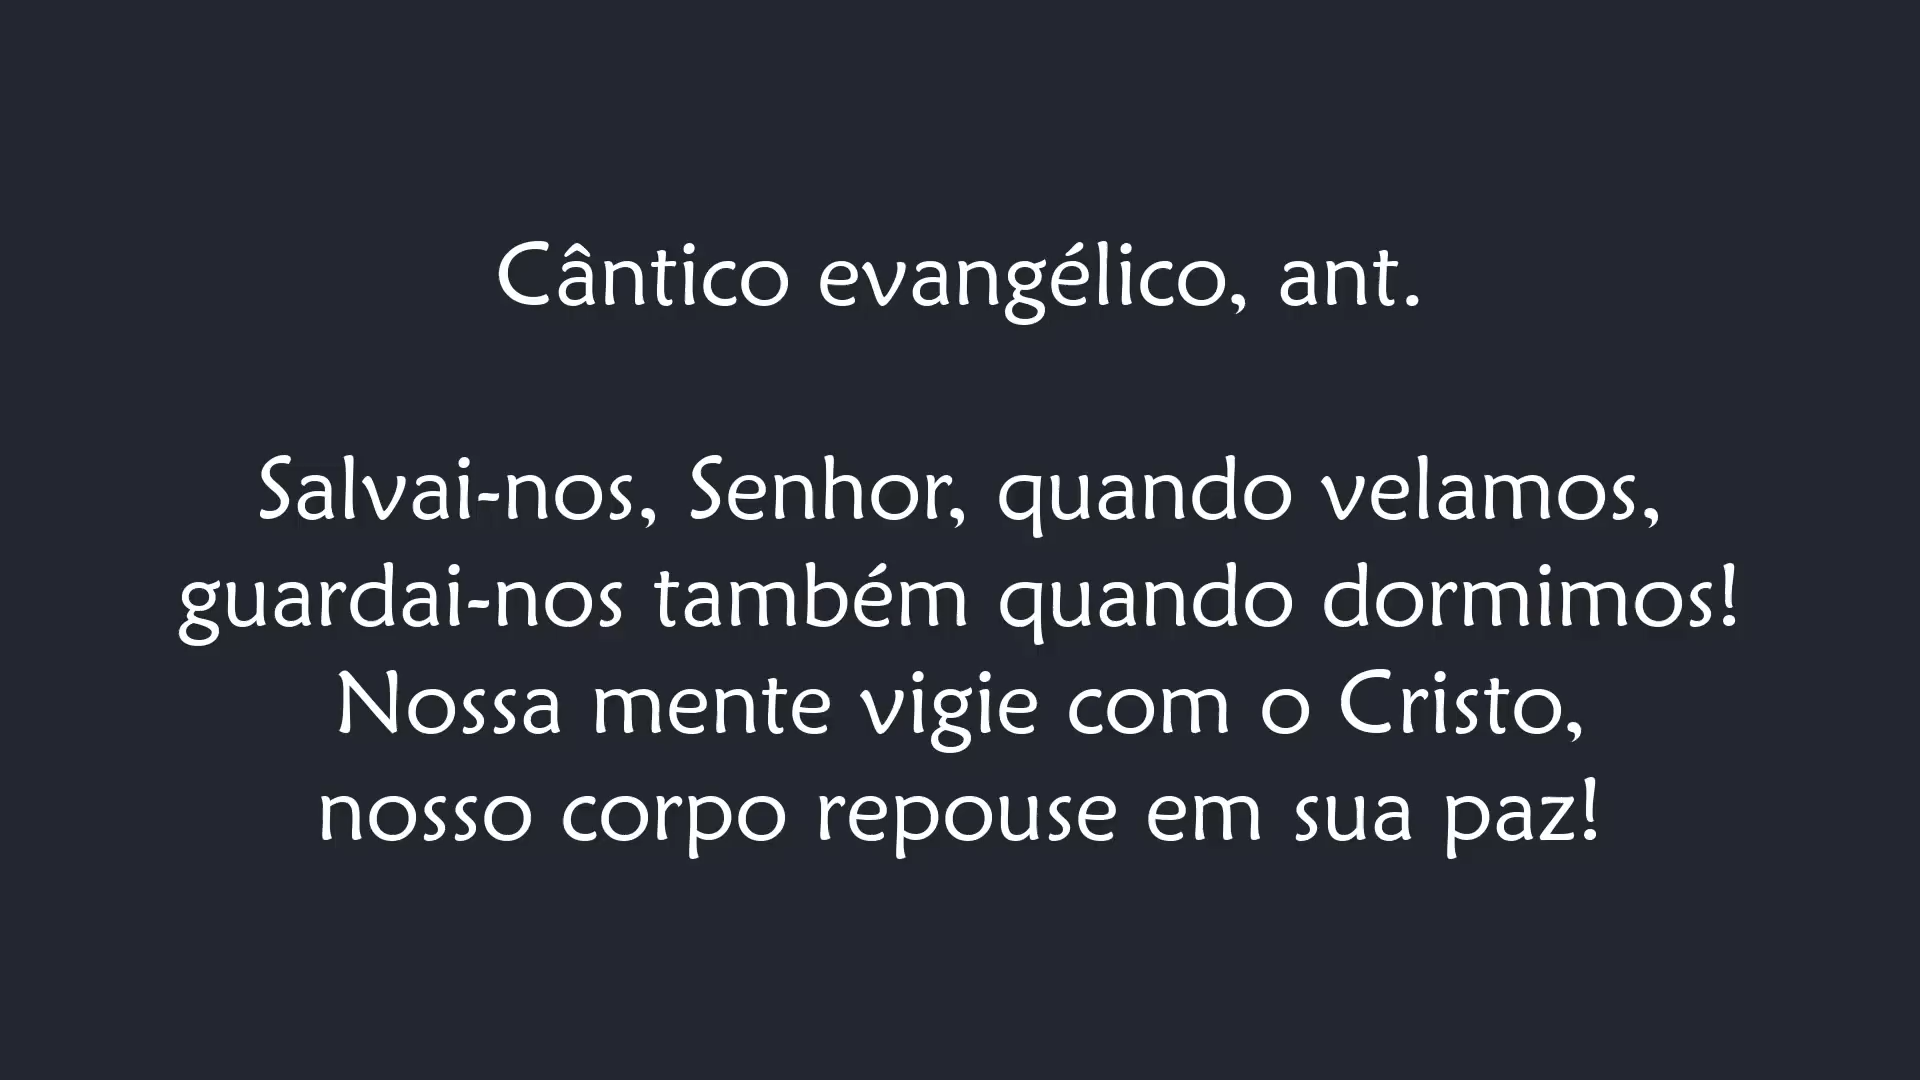 Cântico evangélico, ant.
Salvai-nos, Senhor, quando velamos,
guardai-nos também quando dormimos!
Nossa mente vigie com o Cristo,
nosso corpo repouse em sua paz!